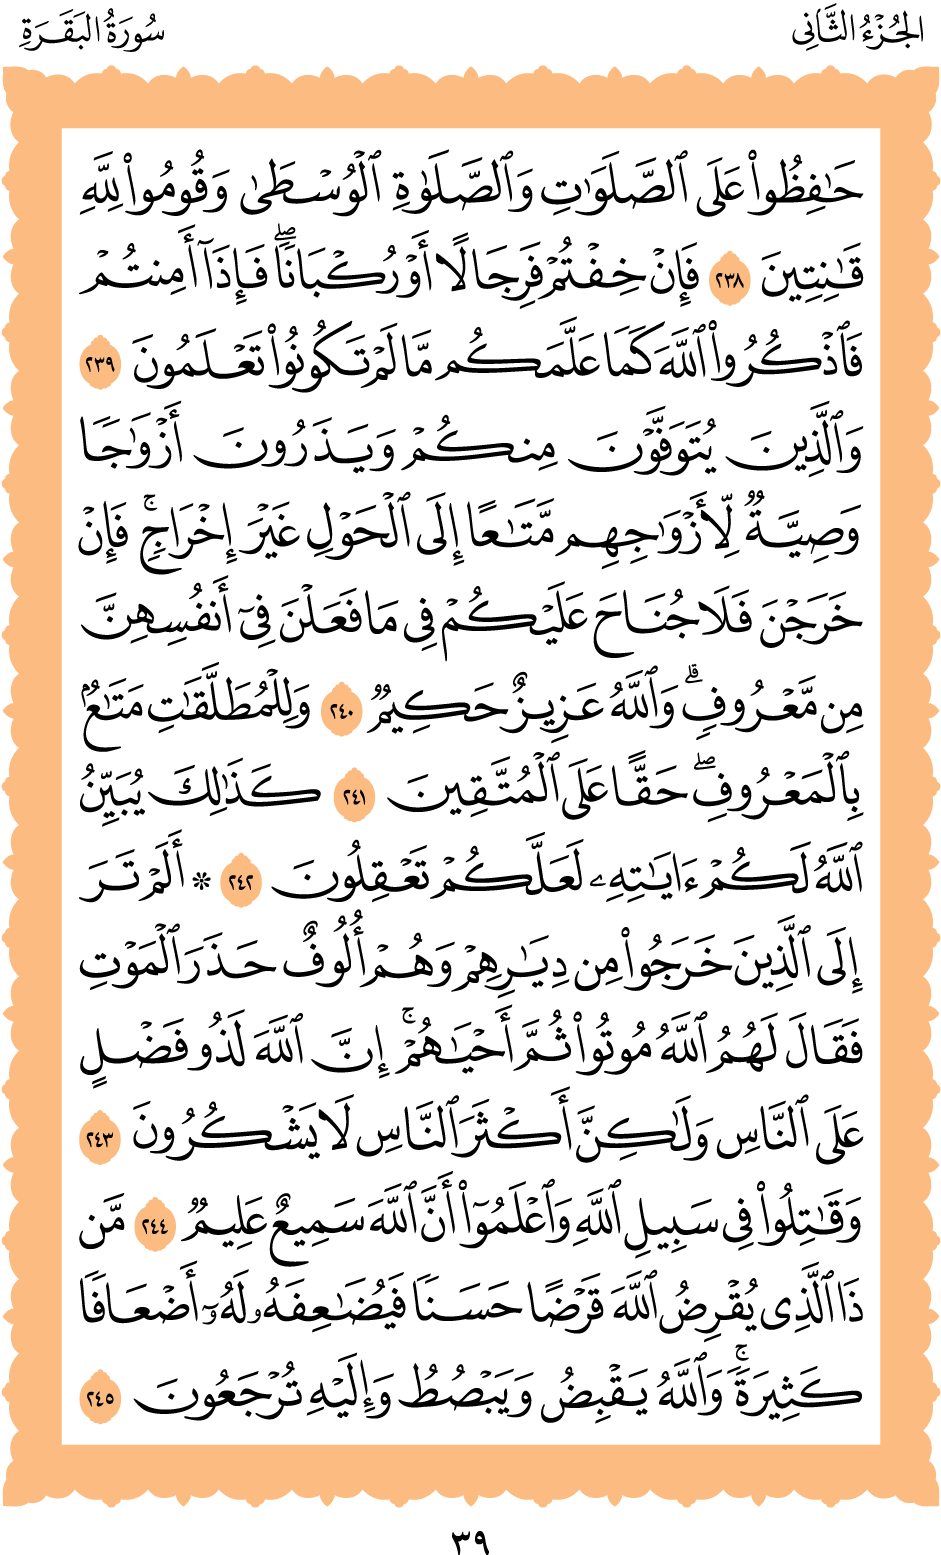 الجُزْءُ الثَّانِي
سُورَةُ البَقَرَةِ
حَٰفِظُوا۟ عَلَى ٱلصَّلَوَٰتِ وَٱلصَّلَوٰةِ ٱلْوُسْطَىٰ وَقُومُوا۟ لِلَّهِ
قَٰنِتِينَ ٢٣٨ فَإِنْ خِفْتُمْ فَرِجَالًا أَوْ رُكْبَانًا ۖ فَإِذَآ أَمِنتُمْ
فَٱذْكُرُوا۟ ٱللَّهَ كَمَا عَلَّمَكُم مَّا لَمْ تَكُونُوا۟ تَعْلَمُونَ ٢٣٩
وَٱلَّذِينَ يُتَوَفَّوْنَ مِنكُمْ وَيَذَرُونَ أَزْوَٰجًا
وَصِيَّةً لِّأَزْوَٰجِهِم مَّتَٰعًا إِلَى ٱلْحَوْلِ غَيْرَ إِخْرَاجٍ ۚ فَإِنْ
خَرَجْنَ فَلَا جُنَاحَ عَلَيْكُمْ فِى مَا فَعَلْنَ فِىٓ أَنفُسِهِنَّ
مِن مَّعْرُوفٍ ۗ وَٱللَّهُ عَزِيزٌ حَكِيمٌ ٢٤٠ وَلِلْمُطَلَّقَٰتِ مَتَٰعٌۢ
بِٱلْمَعْرُوفِ ۖ حَقًّا عَلَى ٱلْمُتَّقِينَ ٢٤١ كَذَٰلِكَ يُبَيِّنُ
ٱللَّهُ لَكُمْ ءَايَٰتِهِۦ لَعَلَّكُمْ تَعْقِلُونَ ٢٤٢ * أَلَمْ تَرَ
إِلَى ٱلَّذِينَ خَرَجُوا۟ مِن دِيَٰرِهِمْ وَهُمْ أُلُوفٌ حَذَرَ ٱلْمَوْتِ
فَقَالَ لَهُمُ ٱللَّهُ مُوتُوا۟ ثُمَّ أَحْيَٰهُمْ ۚ إِنَّ ٱللَّهَ لَذُو فَضْلٍ
عَلَى ٱلنَّاسِ وَلَٰكِنَّ أَكْثَرَ ٱلنَّاسِ لَا يَشْكُرُونَ ٢٤٣
وَقَٰتِلُوا۟ فِى سَبِيلِ ٱللَّهِ وَٱعْلَمُوٓا۟ أَنَّ ٱللَّهَ سَمِيعٌ عَلِيمٌ ٢٤٤ مَّن
ذَا ٱلَّذِى يُقْرِضُ ٱللَّهَ قَرْضًا حَسَنًا فَيُضَٰعِفَهُۥ لَهُۥٓ أَضْعَافًا
كَثِيرَةً ۚ وَٱللَّهُ يَقْبِضُ وَيَبْصُۜطُ وَإِلَيْهِ تُرْجَعُونَ ٢٤٥
٣٩